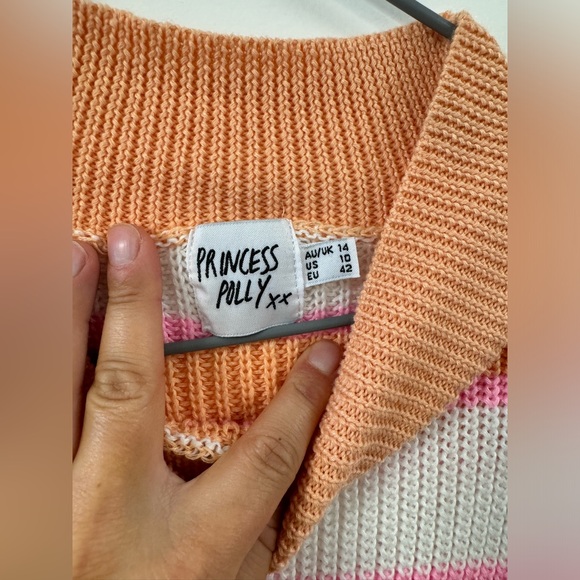 PRINCESS
POLLY xx
AU/UK 14
US 10
EU 42